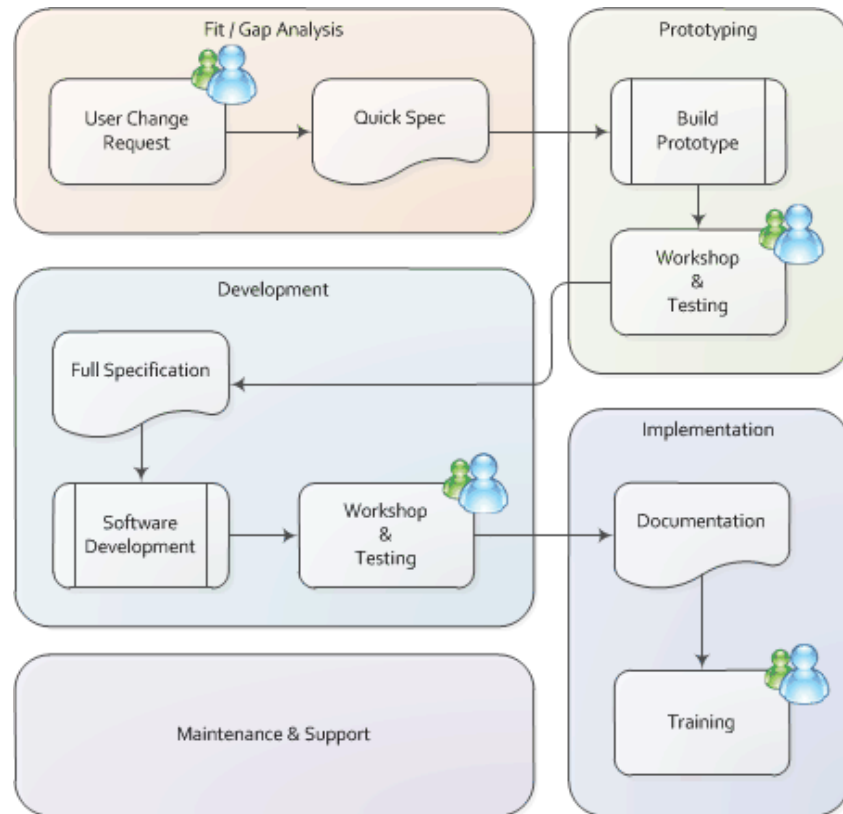 Fit / Gap Analysis
User Change
Request
Quick Spec
Prototyping
Build
Prototype
Workshop
&
Testing
Development
Full Specification
Software
Development
Workshop
&
Testing
Implementation
Documentation
Training
Maintenance & Support